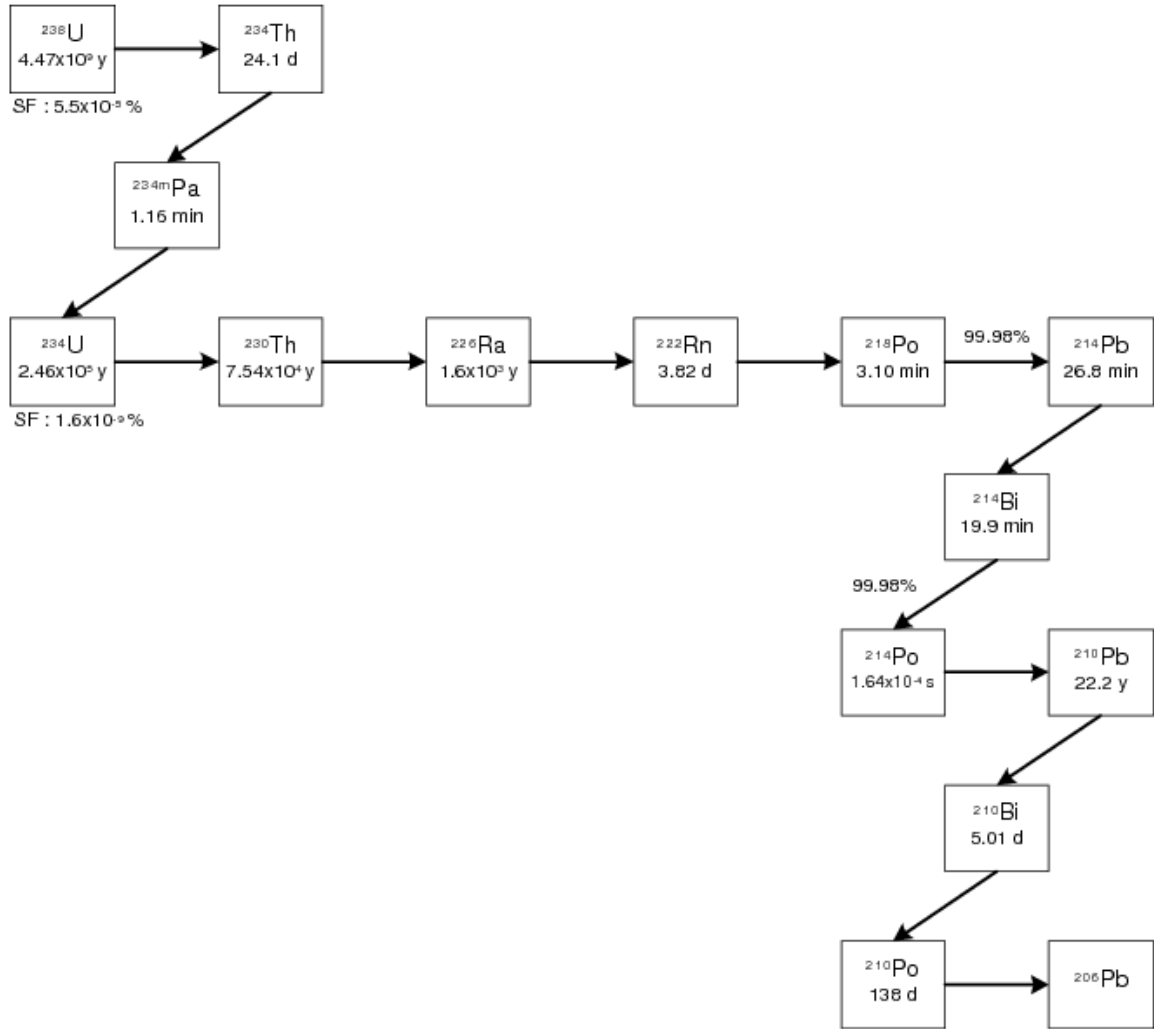 ²³⁸U
4.47x10⁹ y
SF : 5.5x10⁻⁵ %
²³⁴Th
24.1 d
²³⁴ᵐPa
1.16 min
²³⁴U
2.46x10⁵ y
SF : 1.6x10⁻⁹ %
²³⁰Th
7.54x10⁴ y
²²⁶Ra
1.6x10³ y
²²²Rn
3.82 d
²¹⁸Po
3.10 min
99.98%
²¹⁴Pb
26.8 min
²¹⁴Bi
19.9 min
99.98%
²¹⁴Po
1.64x10⁻⁴ s
²¹⁰Pb
22.2 y
²¹⁰Bi
5.01 d
²¹⁰Po
138 d
²⁰⁶Pb